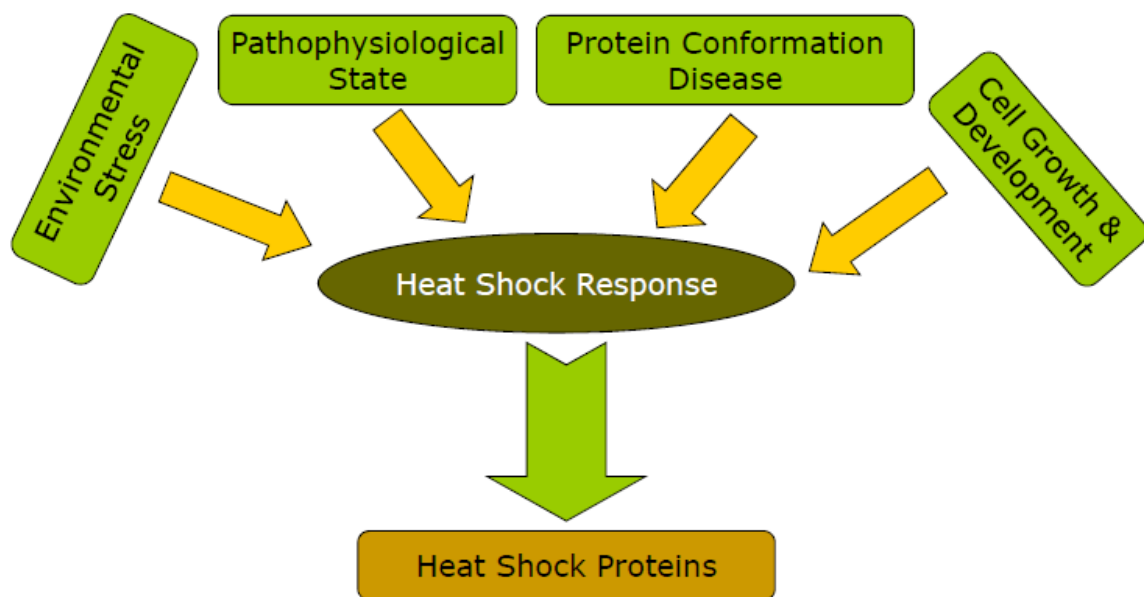 Environmental
Stress
Pathophysiological
State
Protein Conformation
Disease
Cell Growth &
Development
Heat Shock Response
Heat Shock Proteins